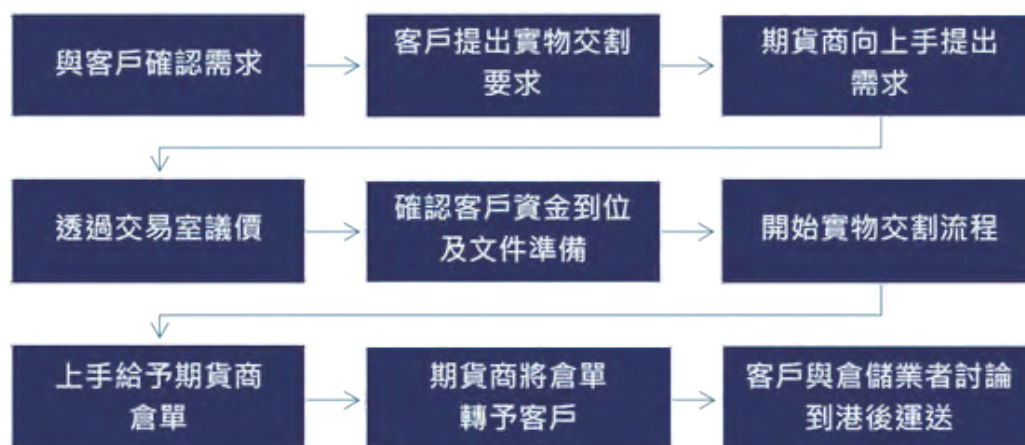 與客戶確認需求
客戶提出實物交割
要求
期貨商向上手提出
需求
透過交易室議價
確認客戶資金到位
及文件準備
開始實物交割流程
上手給予期貨商
倉單
期貨商將倉單
轉予客戶
客戶與倉儲業者討論
到港後運送